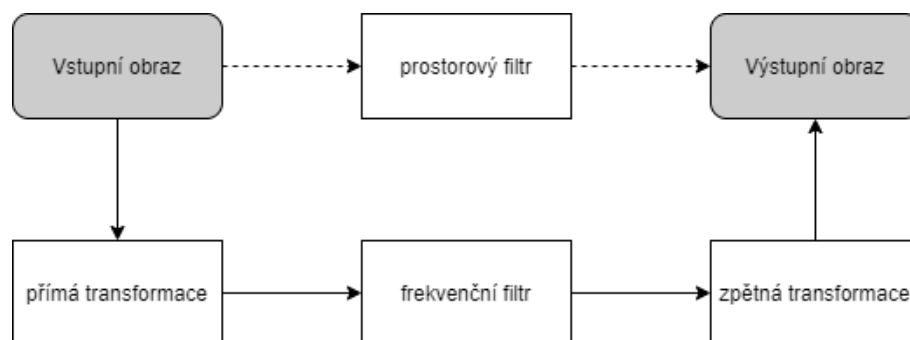 Vstupní obraz
prostorový filtr
Výstupní obraz
přímá transformace
frekvenční filtr
zpětná transformace